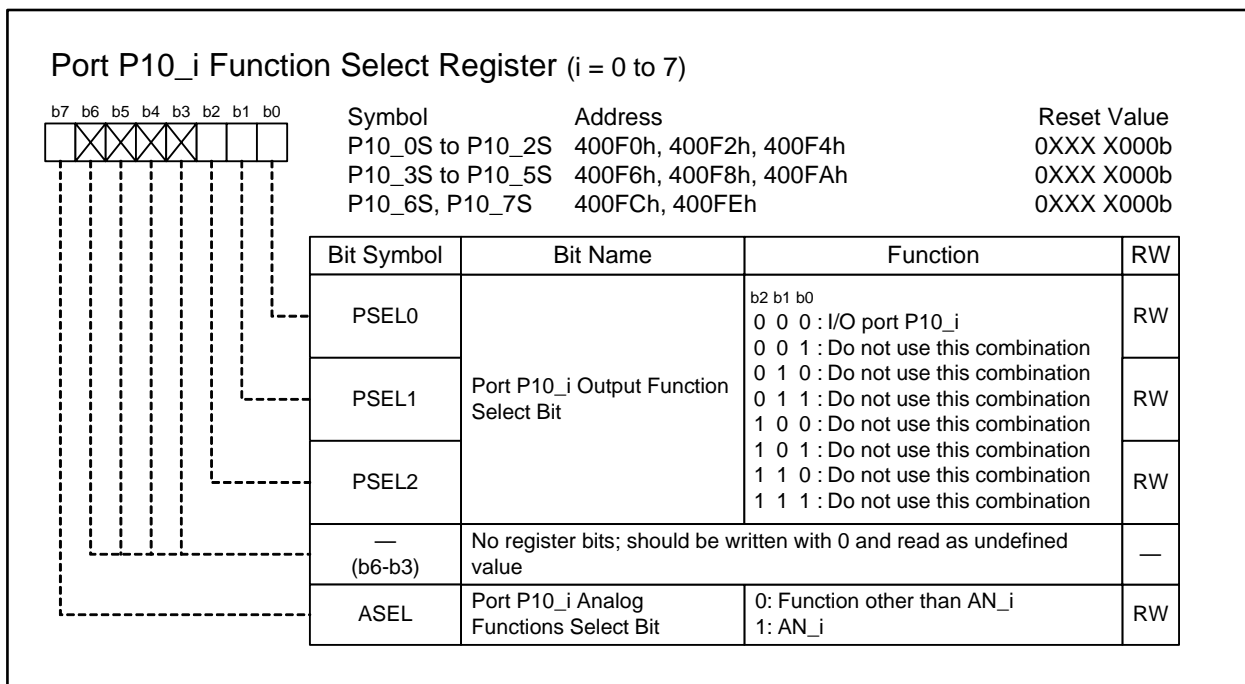 Port P10_i Function Select Register (i = 0 to 7)
b7 b6 b5 b4 b3 b2 b1 b0
Symbol Address Reset Value
P10_0S to P10_2S 400F0h, 400F2h, 400F4h 0XXX X000b
P10_3S to P10_5S 400F6h, 400F8h, 400FAh 0XXX X000b
P10_6S, P10_7S 400FCh, 400FEh 0XXX X000b
Bit Symbol Bit Name Function RW
PSEL0
PSEL1
PSEL2
Port P10_i Output Function
Select Bit
b2 b1 b0
0 0 0 : I/O port P10_i
0 0 1 : Do not use this combination
0 1 0 : Do not use this combination
0 1 1 : Do not use this combination
1 0 0 : Do not use this combination
1 0 1 : Do not use this combination
1 1 0 : Do not use this combination
1 1 1 : Do not use this combination
RW
RW
RW
—
(b6-b3)
No register bits; should be written with 0 and read as undefined
value
—
ASEL
Port P10_i Analog
Functions Select Bit
0: Function other than AN_i
1: AN_i
RW